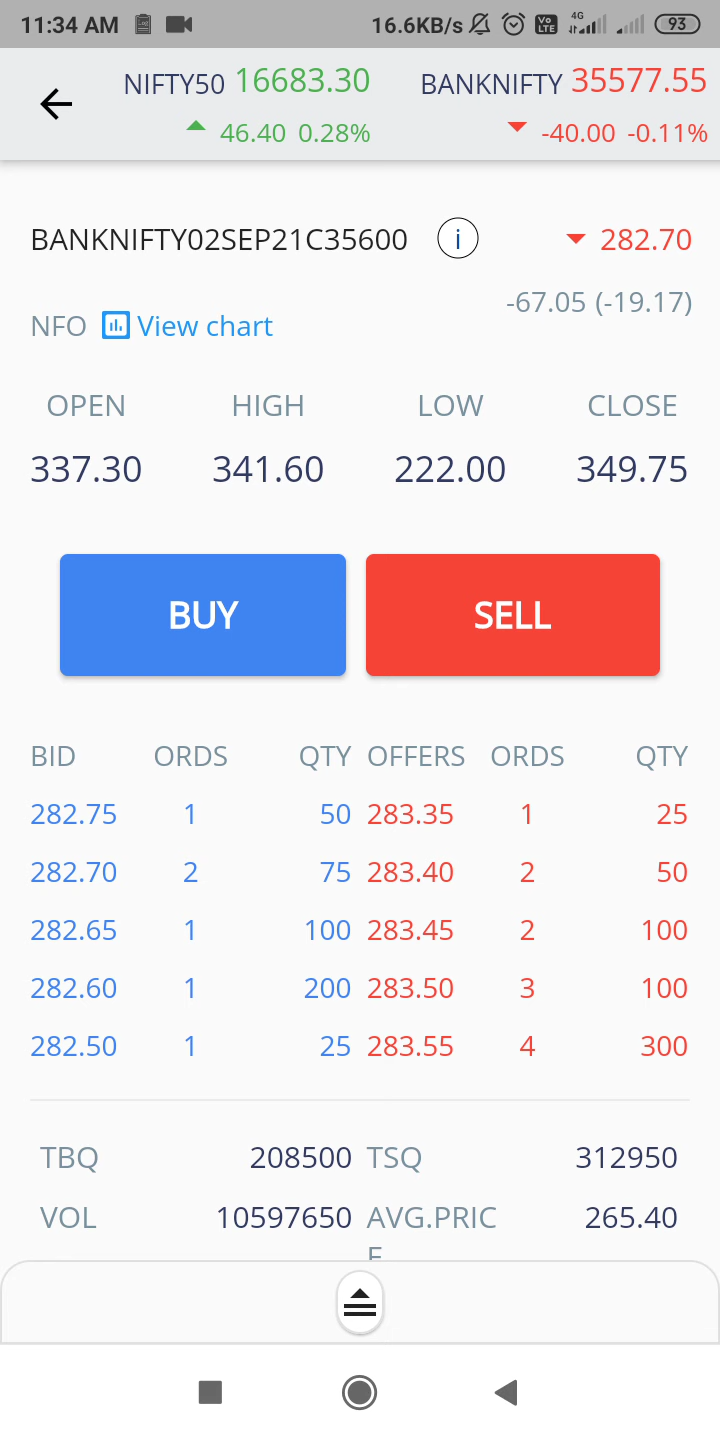 11:34 AM 16.6KB/s Vo LTE 4G 93
NIFTY50 16683.30 BANKNIFTY 35577.55
46.40 0.28% -40.00 -0.11%
BANKNIFTY02SEP21C35600 i 282.70
-67.05 (-19.17)
NFO View chart
OPEN HIGH LOW CLOSE
337.30 341.60 222.00 349.75
BUY SELL
BID ORDS QTY OFFERS ORDS QTY
282.75 1 50 283.35 1 25
282.70 2 75 283.40 2 50
282.65 1 100 283.45 2 100
282.60 1 200 283.50 3 100
282.50 1 25 283.55 4 300
TBQ 208500 TSQ 312950
VOL 10597650 AVG.PRIC 265.40
E